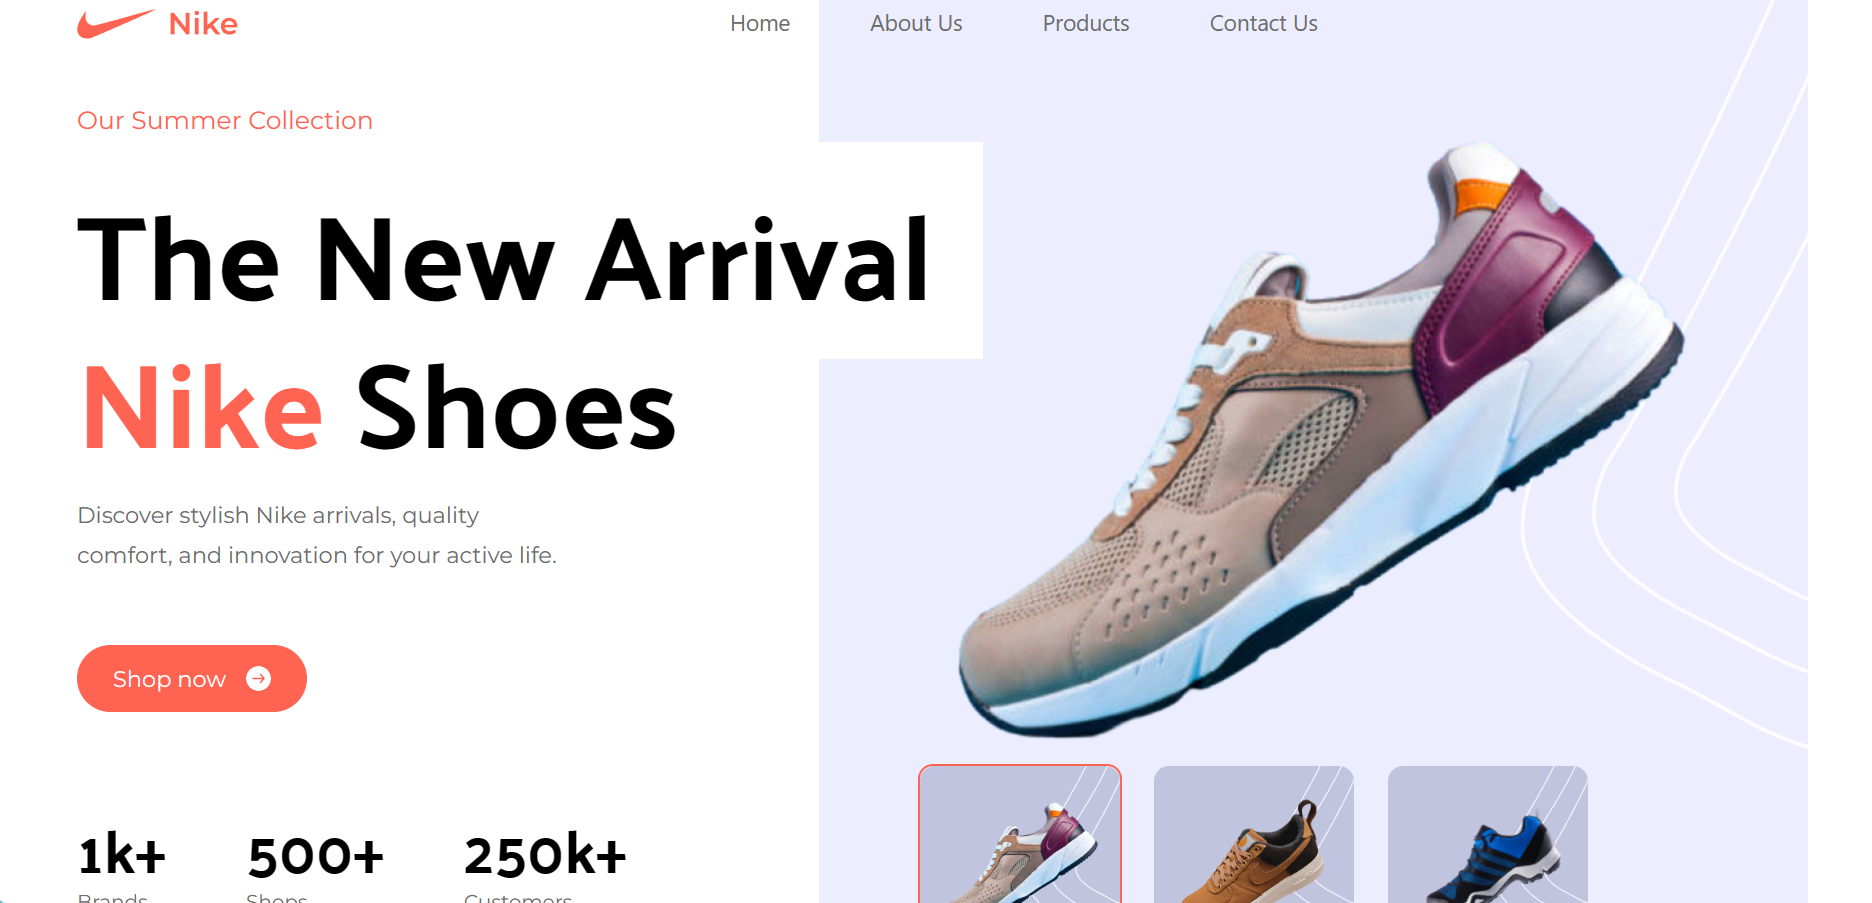 Nike
Home About Us Products Contact Us
Our Summer Collection
The New Arrival
Nike Shoes
Discover stylish Nike arrivals, quality
comfort, and innovation for your active life.
Shop now
1k+ 500+ 250k+
Brands Shops Customers